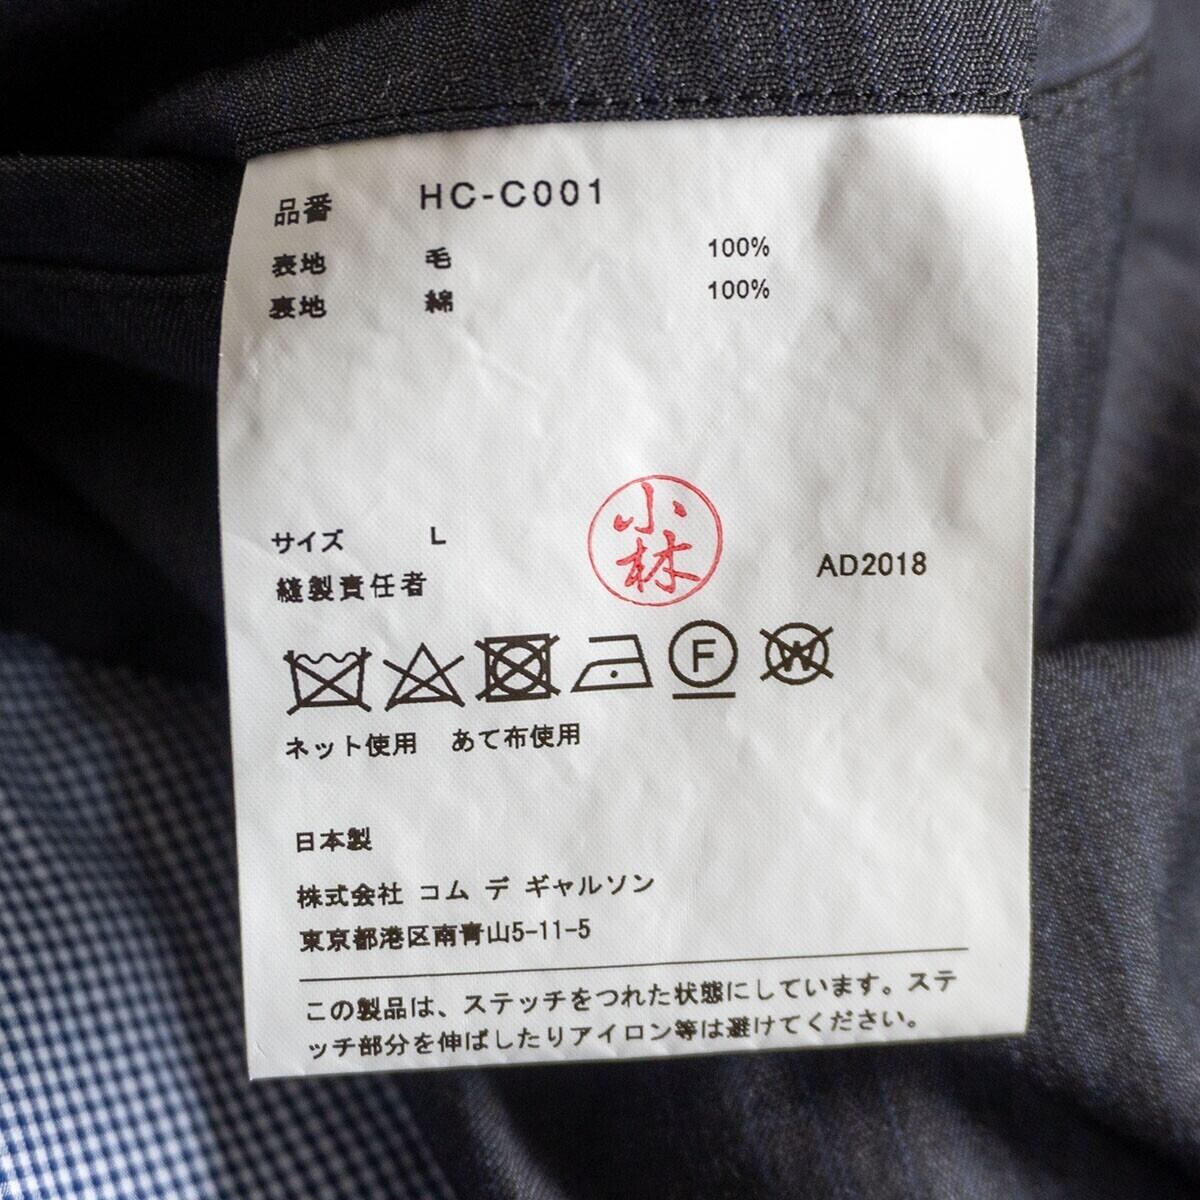 品番 HC-C001
表地 毛 100%
裏地 綿 100%
サイズ L
小林
AD2018
縫製責任者
F
W
ネット使用 あて布使用
日本製
株式会社 コム デ ギャルソン
東京都港区南青山5-11-5
この製品は、ステッチをつれた状態にしています。ステ
ッチ部分を伸ばしたりアイロン等は避けてください。